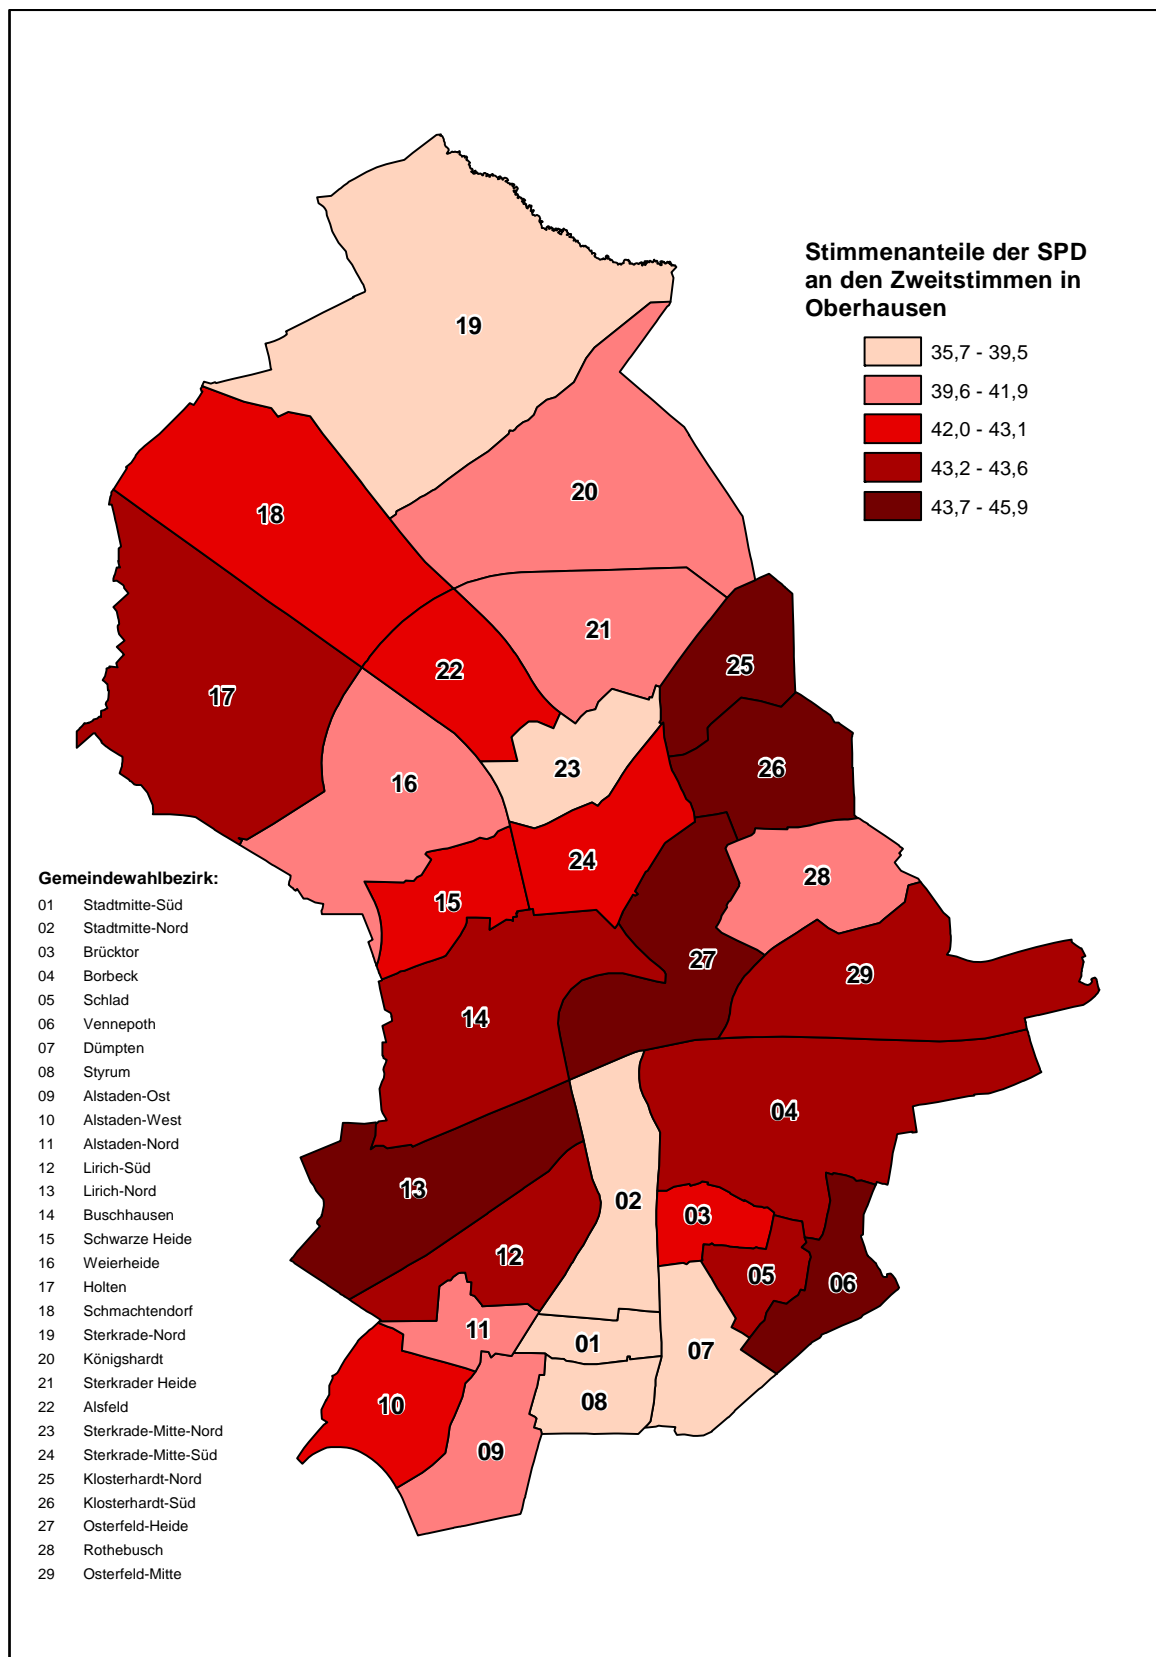 Stimmenanteile der SPD
an den Zweitstimmen in
Oberhausen
35,7 - 39,5
39,6 - 41,9
42,0 - 43,1
43,2 - 43,6
43,7 - 45,9
19
20
18
21
22
25
17
23
26
16
24
28
15
27
29
14
04
13
02
03
12
05
06
11
01
07
10
08
09
Gemeindewahlbezirk:
01 Stadtmitte-Süd
02 Stadtmitte-Nord
03 Brücktor
04 Borbeck
05 Schlad
06 Vennepoth
07 Dümpten
08 Styrum
09 Alstaden-Ost
10 Alstaden-West
11 Alstaden-Nord
12 Lirich-Süd
13 Lirich-Nord
14 Buschhausen
15 Schwarze Heide
16 Weierheide
17 Holten
18 Schmachtendorf
19 Sterkrade-Nord
20 Königshardt
21 Sterkrader Heide
22 Alsfeld
23 Sterkrade-Mitte-Nord
24 Sterkrade-Mitte-Süd
25 Klosterhardt-Nord
26 Klosterhardt-Süd
27 Osterfeld-Heide
28 Rothebusch
29 Osterfeld-Mitte